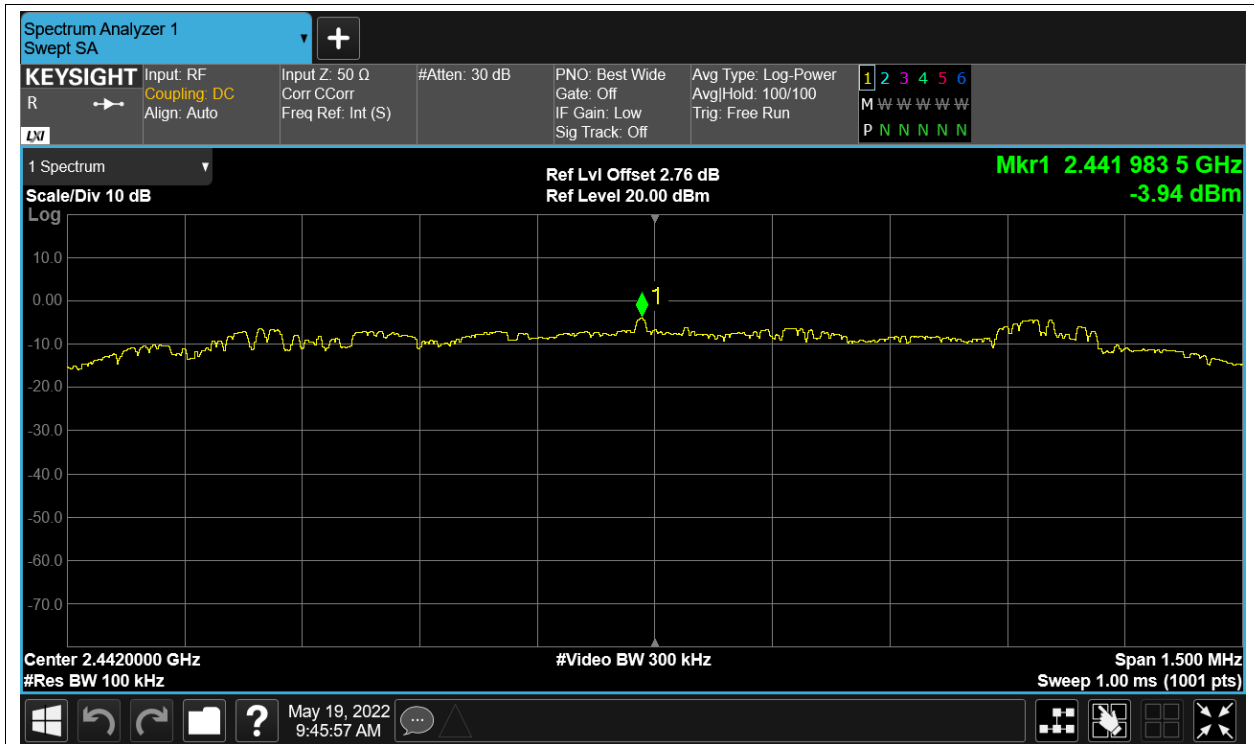 Spectrum Analyzer 1
Swept SA
KEYSIGHT
R
LXI
Input: RF
Coupling: DC
Align: Auto
Input Z: 50 Ω
Corr CCorr
Freq Ref: Int (S)
#Atten: 30 dB
PNO: Best Wide
Gate: Off
IF Gain: Low
Sig Track: Off
Avg Type: Log-Power
Avg|Hold: 100/100
Trig: Free Run
1 2 3 4 5 6
M W W W W W
P N N N N N
1 Spectrum
Scale/Div 10 dB
Log
Ref Lvl Offset 2.76 dB
Ref Level 20.00 dBm
Mkr1 2.441 983 5 GHz
-3.94 dBm
10.0
0.00
1
-10.0
-20.0
-30.0
-40.0
-50.0
-60.0
-70.0
Center 2.4420000 GHz
#Res BW 100 kHz
#Video BW 300 kHz
Span 1.500 MHz
Sweep 1.00 ms (1001 pts)
?
May 19, 2022
9:45:57 AM